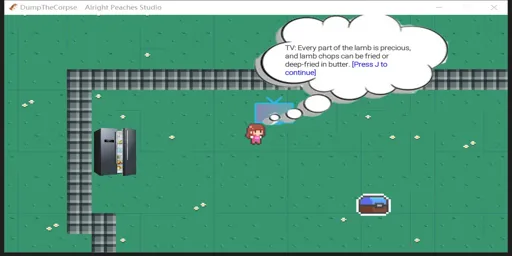 DumpTheCorpse   Alright Peaches Studio
TV: Every part of the lamb is precious,
and lamb chops can be fried or
deep-fried in butter. [Press J to
continue]